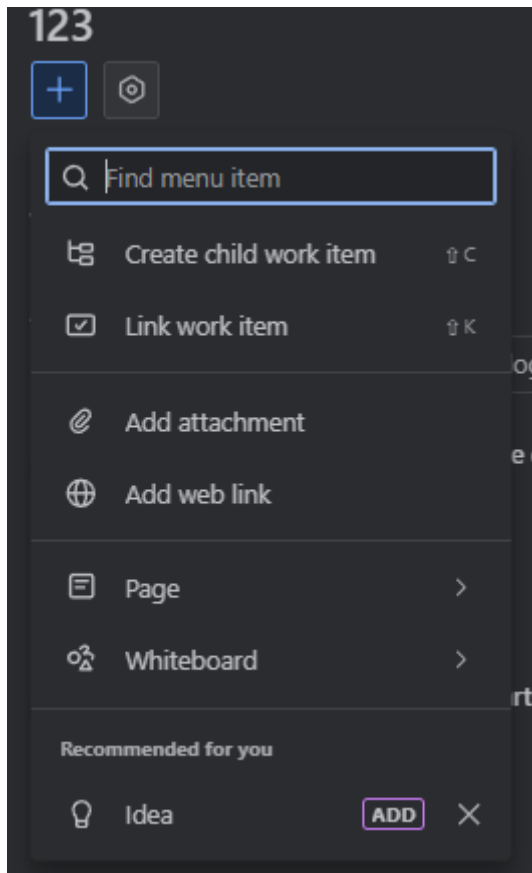 123
Find menu item
Create child work item ⇧ C
Link work item ⇧ K
Add attachment
Add web link
Page
Whiteboard
Recommended for you
Idea ADD